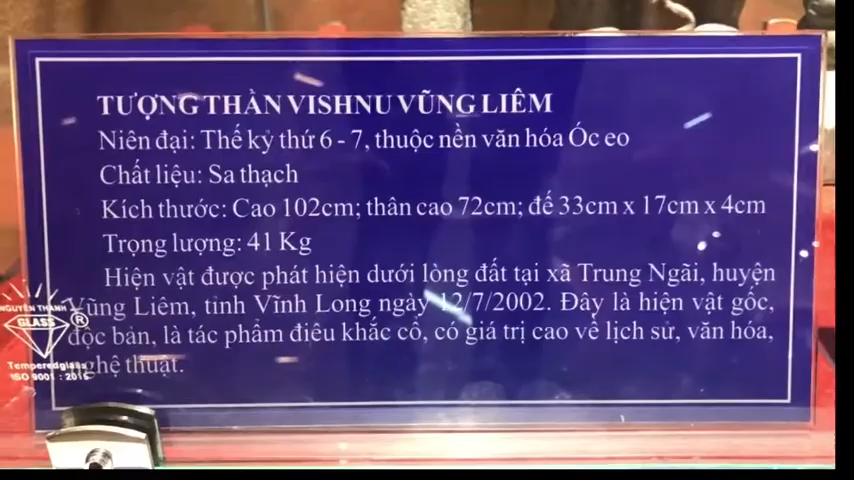 TƯỢNG THẦN VISHNU VŨNG LIÊM
Niên đại: Thế kỷ thứ 6 - 7, thuộc nền văn hóa Óc eo
Chất liệu: Sa thạch
Kích thước: Cao 102cm; thân cao 72cm; đế 33cm x 17cm x 4cm
Trọng lượng: 41 Kg
Hiện vật được phát hiện dưới lòng đất tại xã Trung Ngãi, huyện
Vũng Liêm, tỉnh Vĩnh Long ngày 12/7/2002. Đây là hiện vật gốc,
độc bản, là tác phẩm điêu khắc cổ, có giá trị cao về lịch sử, văn hóa,
nghệ thuật.
NGUYEN THANH
GLASS ®
Temperedglass
ISO 9001 : 2015